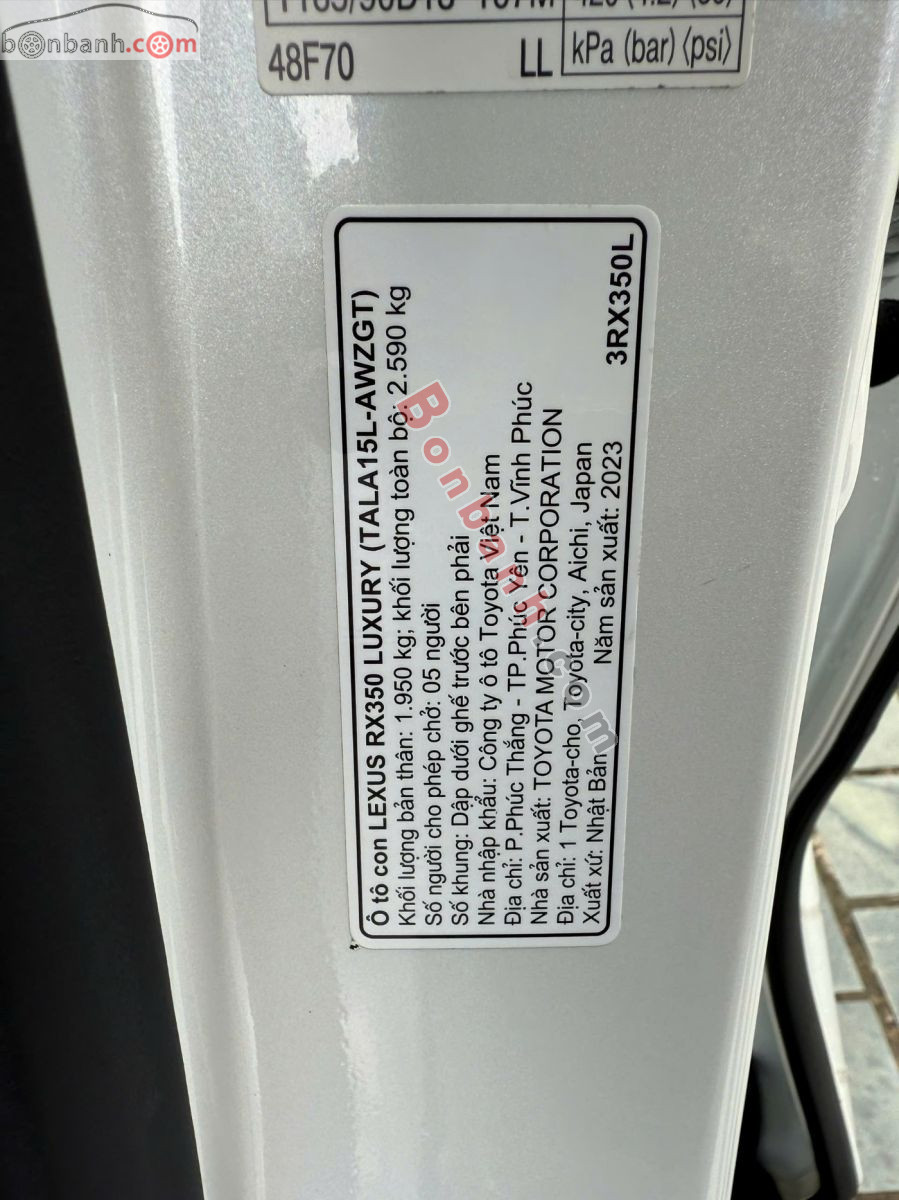 bonbanh.com
48F70 LL kPa (bar) ⟨psi⟩
Ô tô con LEXUS RX350 LUXURY (TALA15L-AWZGT)
Khối lượng bản thân: 1.950 kg; khối lượng toàn bộ: 2.590 kg
Số người cho phép chở: 05 người
Số khung: Dập dưới ghế trước bên phải
Nhà nhập khẩu: Công ty ô tô Toyota Việt Nam
Địa chỉ: P.Phúc Thắng - TP.Phúc Yên - T.Vĩnh Phúc
Nhà sản xuất: TOYOTA MOTOR CORPORATION
Địa chỉ: 1 Toyota-cho, Toyota-city, Aichi, Japan
Xuất xứ: Nhật Bản Năm sản xuất: 2023
3RX350L
Bonbanh.com